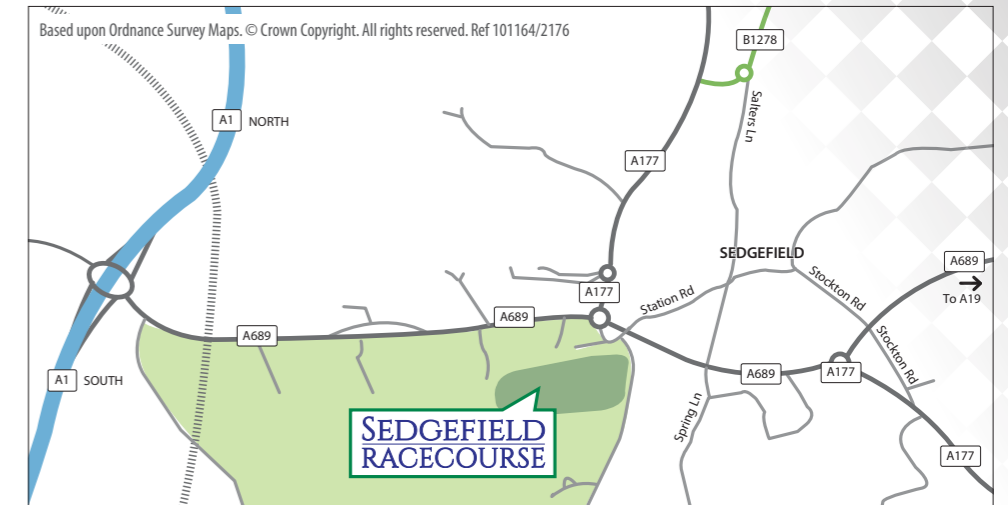 Based upon Ordnance Survey Maps. © Crown Copyright. All rights reserved. Ref 101164/2176
B1278
Salters Ln
A1 NORTH
A177
SEDGEFIELD
A689
To A19
A177
Station Rd
Stockton Rd
A689
A689
Stockton Rd
A1 SOUTH
A689
A177
Spring Ln
SEDGEFIELD
RACECOURSE
A177